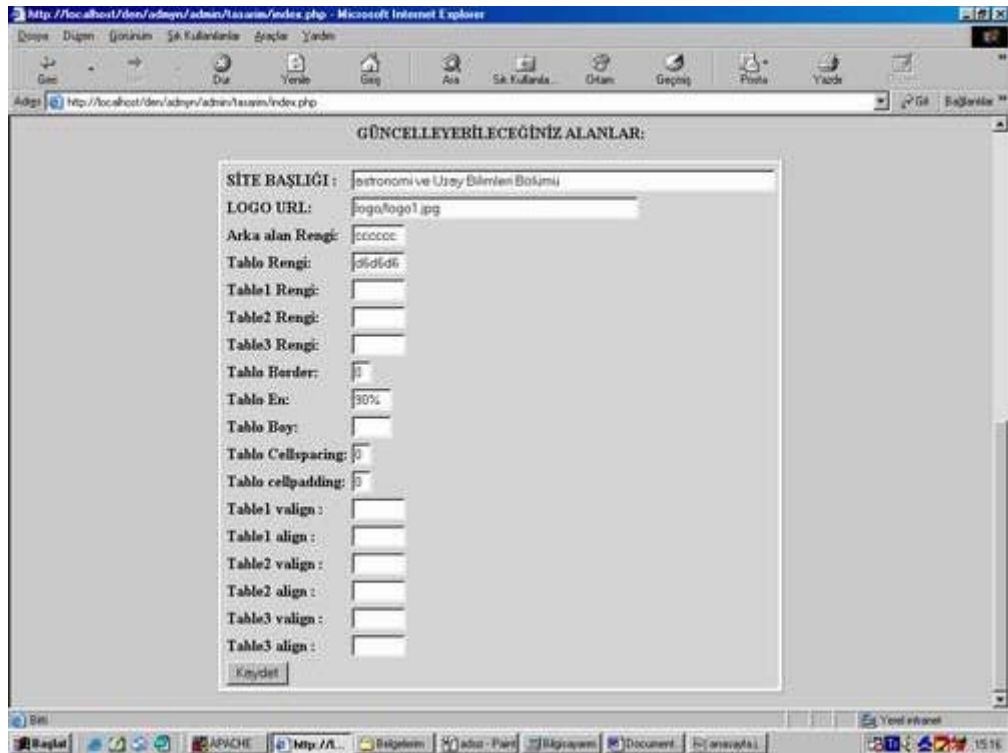 http://localhost/den/admyn/admin/tasarim/index.php - Microsoft Internet Explorer
Dosya Düzen Görünüm Sık Kullanılanlar Araçlar Yardım
Geri Dur Yenile Giriş Ara Sık Kullanıla... Ortam Geçmiş Posta Yazdır
Adres http://localhost/den/admyn/admin/tasarim/index.php Git Bağlantılar »
GÜNCELLEYEBİLECEĞİNİZ ALANLAR:
SİTE BAŞLIĞI : astronomi ve Uzay Bilimleri Bölümü
LOGO URL: logo/logo1.jpg
Arka alan Rengi: cccccc
Tablo Rengi: d6d6d6
Table1 Rengi:
Table2 Rengi:
Table3 Rengi:
Tablo Border: 0
Tablo En: 90%
Tablo Boy:
Tablo Cellspacing: 0
Tablo cellpadding: 0
Table1 valign :
Table1 align :
Table2 valign :
Table2 align :
Table3 valign :
Table3 align :
Kaydet
Bitti Yerel intranet
Başlat APACHE http://l... Belgelerim Bilgisayarım Document